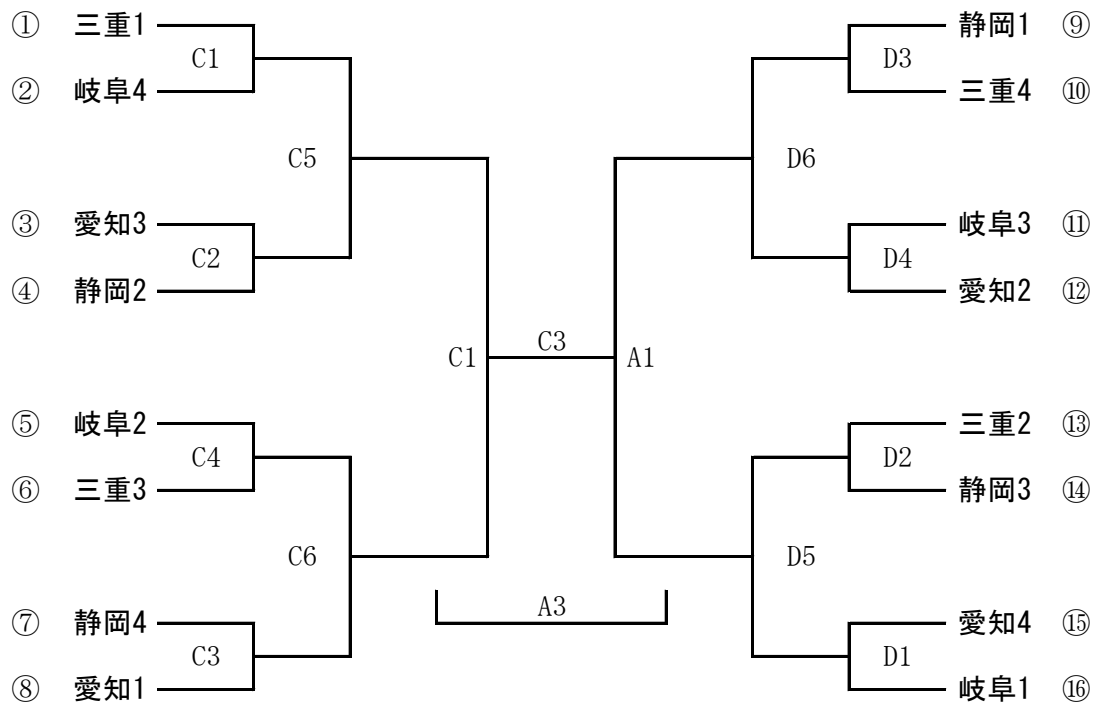 ① 三重1 静岡1 ⑨
C1 D3
② 岐阜4 三重4 ⑩
C5 D6
③ 愛知3 岐阜3 ⑪
C2 D4
④ 静岡2 愛知2 ⑫
C1 C3 A1
⑤ 岐阜2 三重2 ⑬
C4 D2
⑥ 三重3 静岡3 ⑭
C6 D5
A3
⑦ 静岡4 愛知4 ⑮
C3 D1
⑧ 愛知1 岐阜1 ⑯